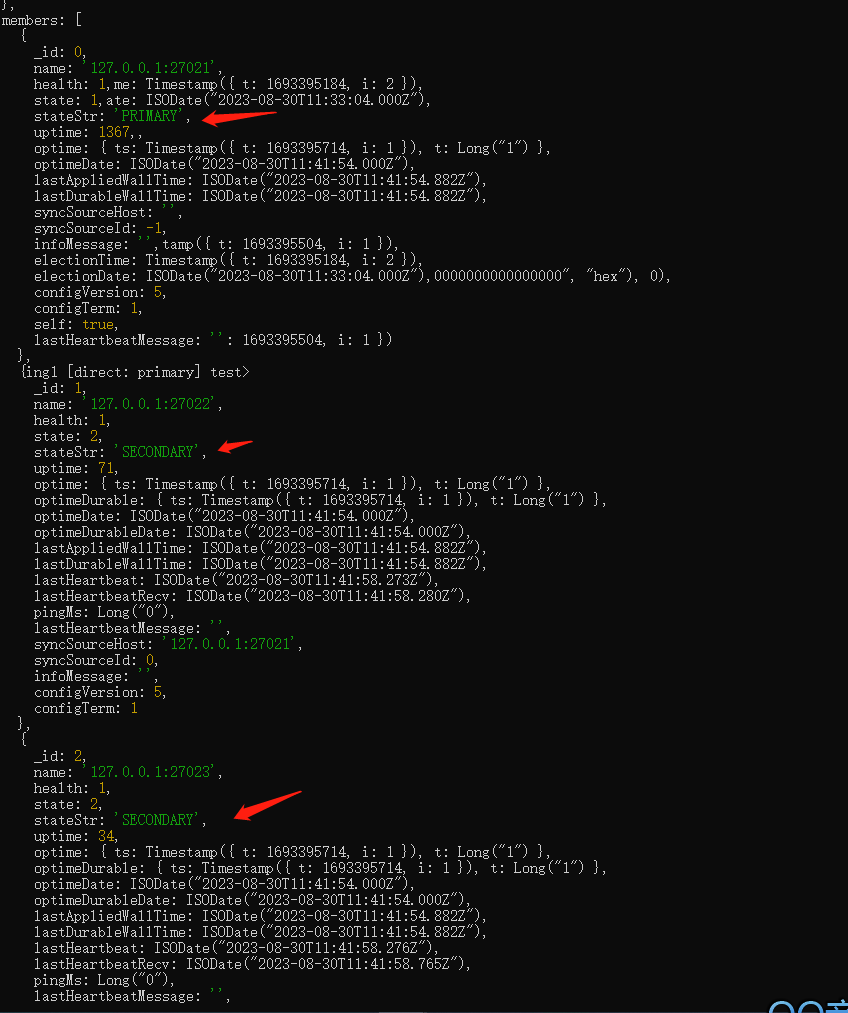 },
members: [
{
_id: 0,
name: '127.0.0.1:27021',
health: 1,me: Timestamp({ t: 1693395184, i: 2 }),
state: 1,ate: ISODate("2023-08-30T11:33:04.000Z"),
stateStr: 'PRIMARY',
uptime: 1367,,
optime: { ts: Timestamp({ t: 1693395714, i: 1 }), t: Long("1") },
optimeDate: ISODate("2023-08-30T11:41:54.000Z"),
lastAppliedWallTime: ISODate("2023-08-30T11:41:54.882Z"),
lastDurableWallTime: ISODate("2023-08-30T11:41:54.882Z"),
syncSourceHost: '',
syncSourceId: -1,
infoMessage: '',tamp({ t: 1693395504, i: 1 }),
electionTime: Timestamp({ t: 1693395184, i: 2 }),
electionDate: ISODate("2023-08-30T11:33:04.000Z"),0000000000000000", "hex"), 0),
configVersion: 5,
configTerm: 1,
self: true,
lastHeartbeatMessage: '': 1693395504, i: 1 })
},
{ing1 [direct: primary] test>
_id: 1,
name: '127.0.0.1:27022',
health: 1,
state: 2,
stateStr: 'SECONDARY',
uptime: 71,
optime: { ts: Timestamp({ t: 1693395714, i: 1 }), t: Long("1") },
optimeDurable: { ts: Timestamp({ t: 1693395714, i: 1 }), t: Long("1") },
optimeDate: ISODate("2023-08-30T11:41:54.000Z"),
optimeDurableDate: ISODate("2023-08-30T11:41:54.000Z"),
lastAppliedWallTime: ISODate("2023-08-30T11:41:54.882Z"),
lastDurableWallTime: ISODate("2023-08-30T11:41:54.882Z"),
lastHeartbeat: ISODate("2023-08-30T11:41:58.273Z"),
lastHeartbeatRecv: ISODate("2023-08-30T11:41:58.280Z"),
pingMs: Long("0"),
lastHeartbeatMessage: '',
syncSourceHost: '127.0.0.1:27021',
syncSourceId: 0,
infoMessage: '',
configVersion: 5,
configTerm: 1
},
{
_id: 2,
name: '127.0.0.1:27023',
health: 1,
state: 2,
stateStr: 'SECONDARY',
uptime: 34,
optime: { ts: Timestamp({ t: 1693395714, i: 1 }), t: Long("1") },
optimeDurable: { ts: Timestamp({ t: 1693395714, i: 1 }), t: Long("1") },
optimeDate: ISODate("2023-08-30T11:41:54.000Z"),
optimeDurableDate: ISODate("2023-08-30T11:41:54.000Z"),
lastAppliedWallTime: ISODate("2023-08-30T11:41:54.882Z"),
lastDurableWallTime: ISODate("2023-08-30T11:41:54.882Z"),
lastHeartbeat: ISODate("2023-08-30T11:41:58.276Z"),
lastHeartbeatRecv: ISODate("2023-08-30T11:41:58.765Z"),
pingMs: Long("0"),
lastHeartbeatMessage: '',